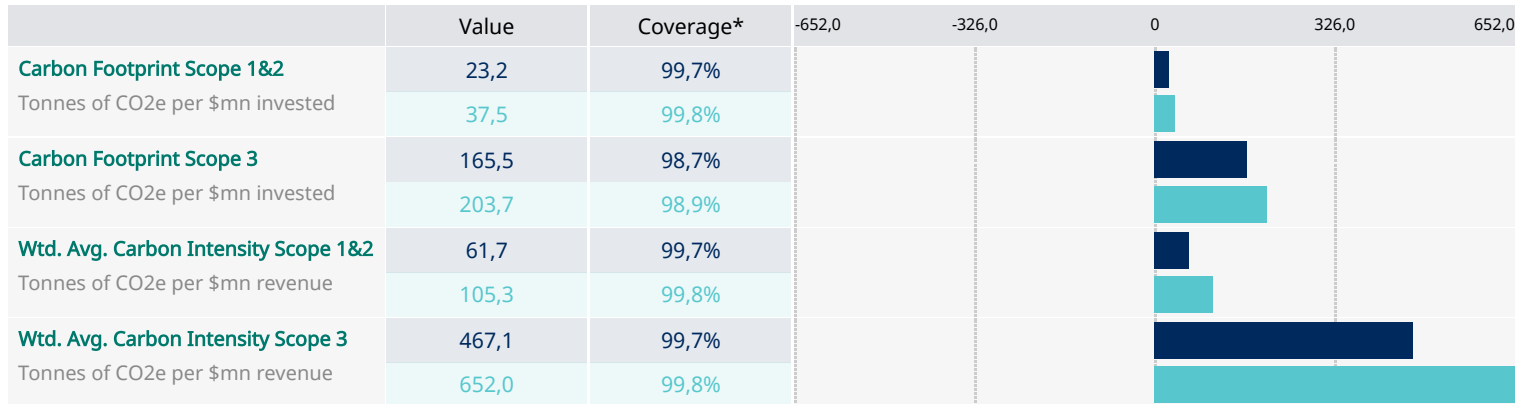 Value Coverage* -652,0 -326,0 0 326,0 652,0
Carbon Footprint Scope 1&2 23,2 99,7%
Tonnes of CO2e per $mn invested 37,5 99,8%
Carbon Footprint Scope 3 165,5 98,7%
Tonnes of CO2e per $mn invested 203,7 98,9%
Wtd. Avg. Carbon Intensity Scope 1&2 61,7 99,7%
Tonnes of CO2e per $mn revenue 105,3 99,8%
Wtd. Avg. Carbon Intensity Scope 3 467,1 99,7%
Tonnes of CO2e per $mn revenue 652,0 99,8%